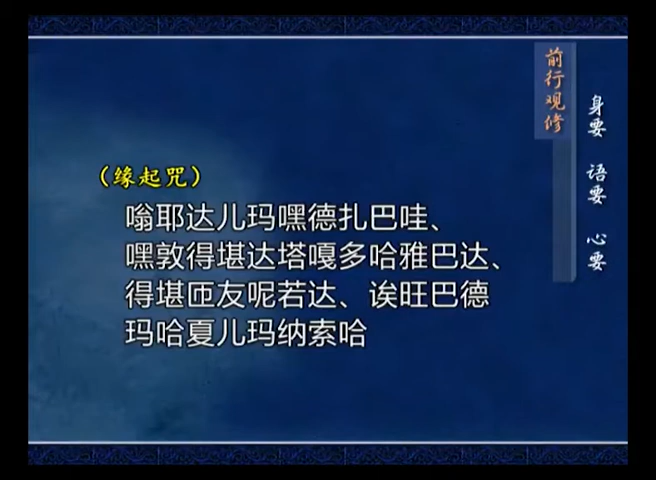 前行观修
身要 语要 心要
（缘起咒）
嗡耶达儿玛嘿德扎巴哇、
嘿敦得堪达塔嘎多哈雅巴达、
得堪匝友呢若达、诶旺巴德
玛哈夏儿玛纳索哈